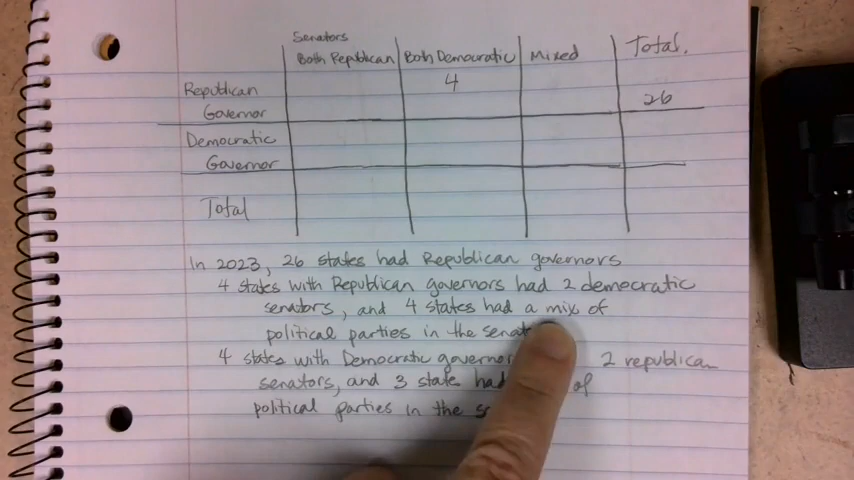 Senators
Both Republican Both Democratic Mixed Total.
Republican Governor 4 26
Democratic Governor
Total
In 2023, 26 states had Republican governors
4 states with Republican governors had 2 democratic
senators, and 4 states had a mix of
political parties in the
4 states with Democratic 2 republican
senators, and 3 states had of
political parties in the